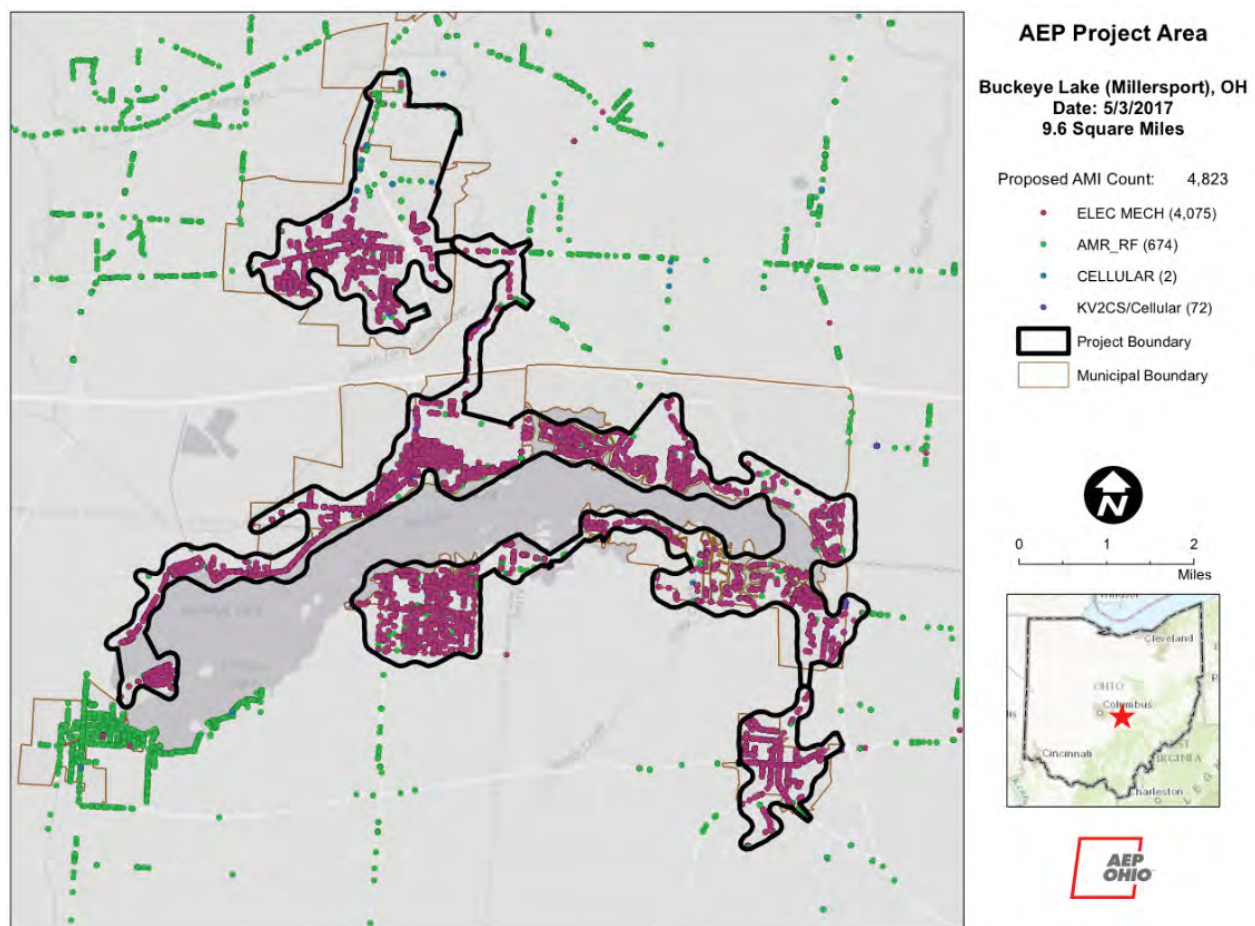 AEP Project Area
Buckeye Lake (Millersport), OH
Date: 5/3/2017
9.6 Square Miles
Proposed AMI Count: 4,823
ELEC MECH (4,075)
AMR_RF (674)
CELLULAR (2)
KV2CS/Cellular (72)
Project Boundary
Municipal Boundary
N
0 1 2
Miles
Cleveland
OHIO
Columbus
Cincinnati
Charleston
AEP
OHIO